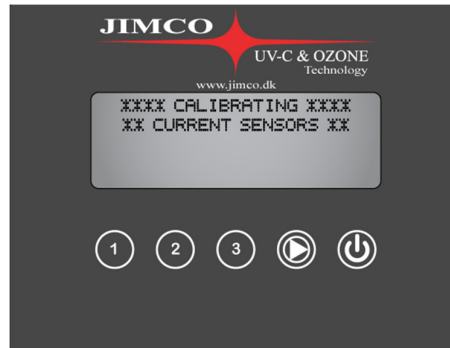 JIMCO
UV-C & OZONE
Technology
www.jimco.dk
**** CALIBRATING ****
** CURRENT SENSORS **
1 2 3